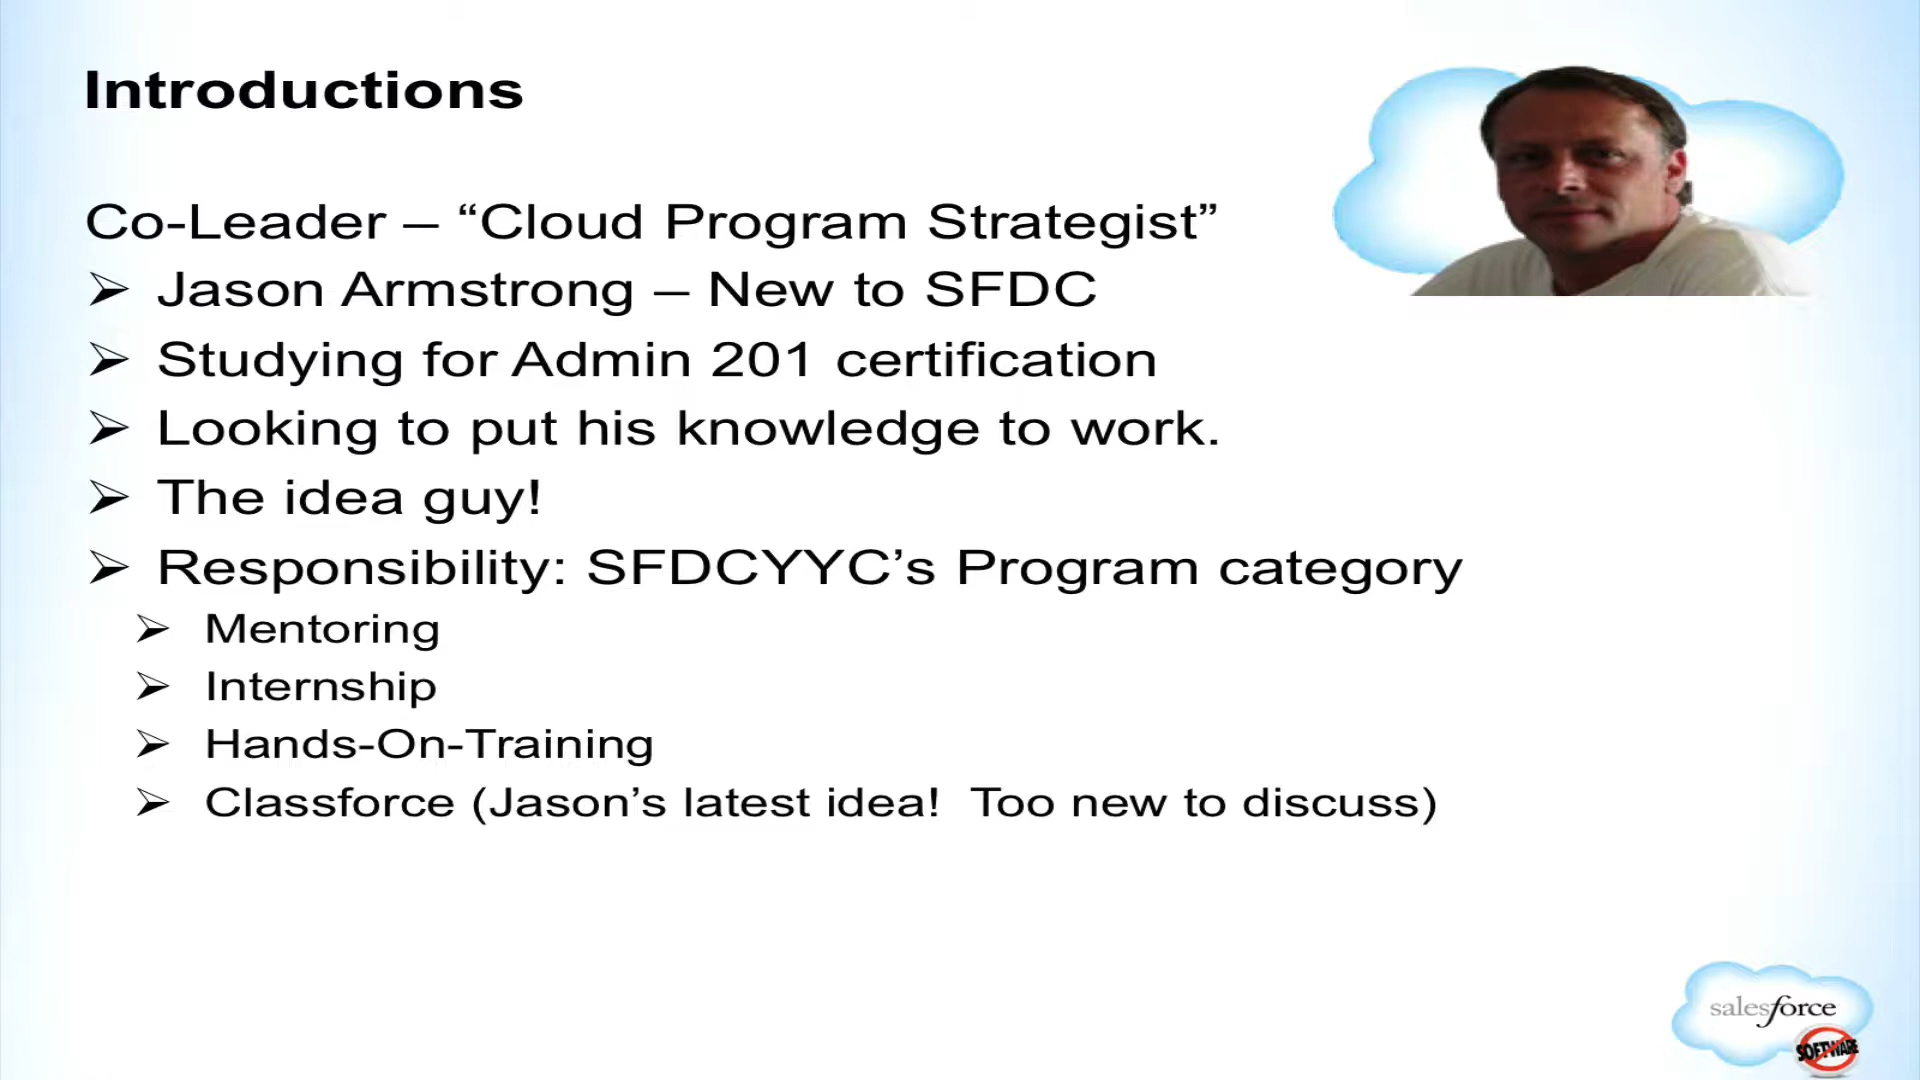 Introductions
Co-Leader – “Cloud Program Strategist”
➢ Jason Armstrong – New to SFDC
➢ Studying for Admin 201 certification
➢ Looking to put his knowledge to work.
➢ The idea guy!
➢ Responsibility: SFDCYYC’s Program category
➢ Mentoring
➢ Internship
➢ Hands-On-Training
➢ Classforce (Jason’s latest idea!  Too new to discuss)
salesforce
SOFTWARE